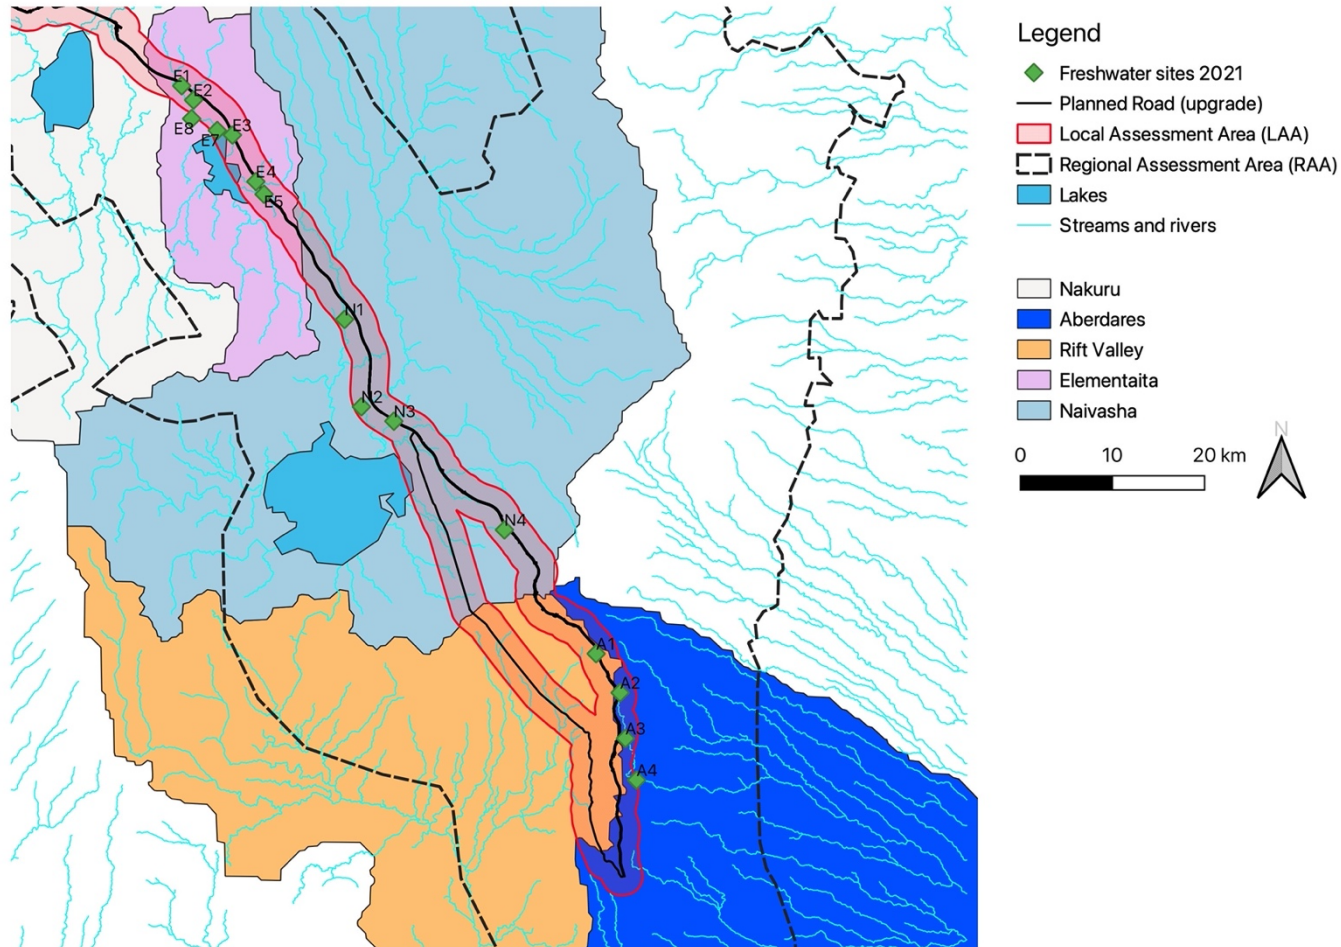 E1
E2
E8
E3
E7
E4
E5
N1
N2
N3
N4
A1
A2
A3
A4
Legend
Freshwater sites 2021
Planned Road (upgrade)
Local Assessment Area (LAA)
Regional Assessment Area (RAA)
Lakes
Streams and rivers
Nakuru
Aberdares
Rift Valley
Elementaita
Naivasha
0 10 20 km
N